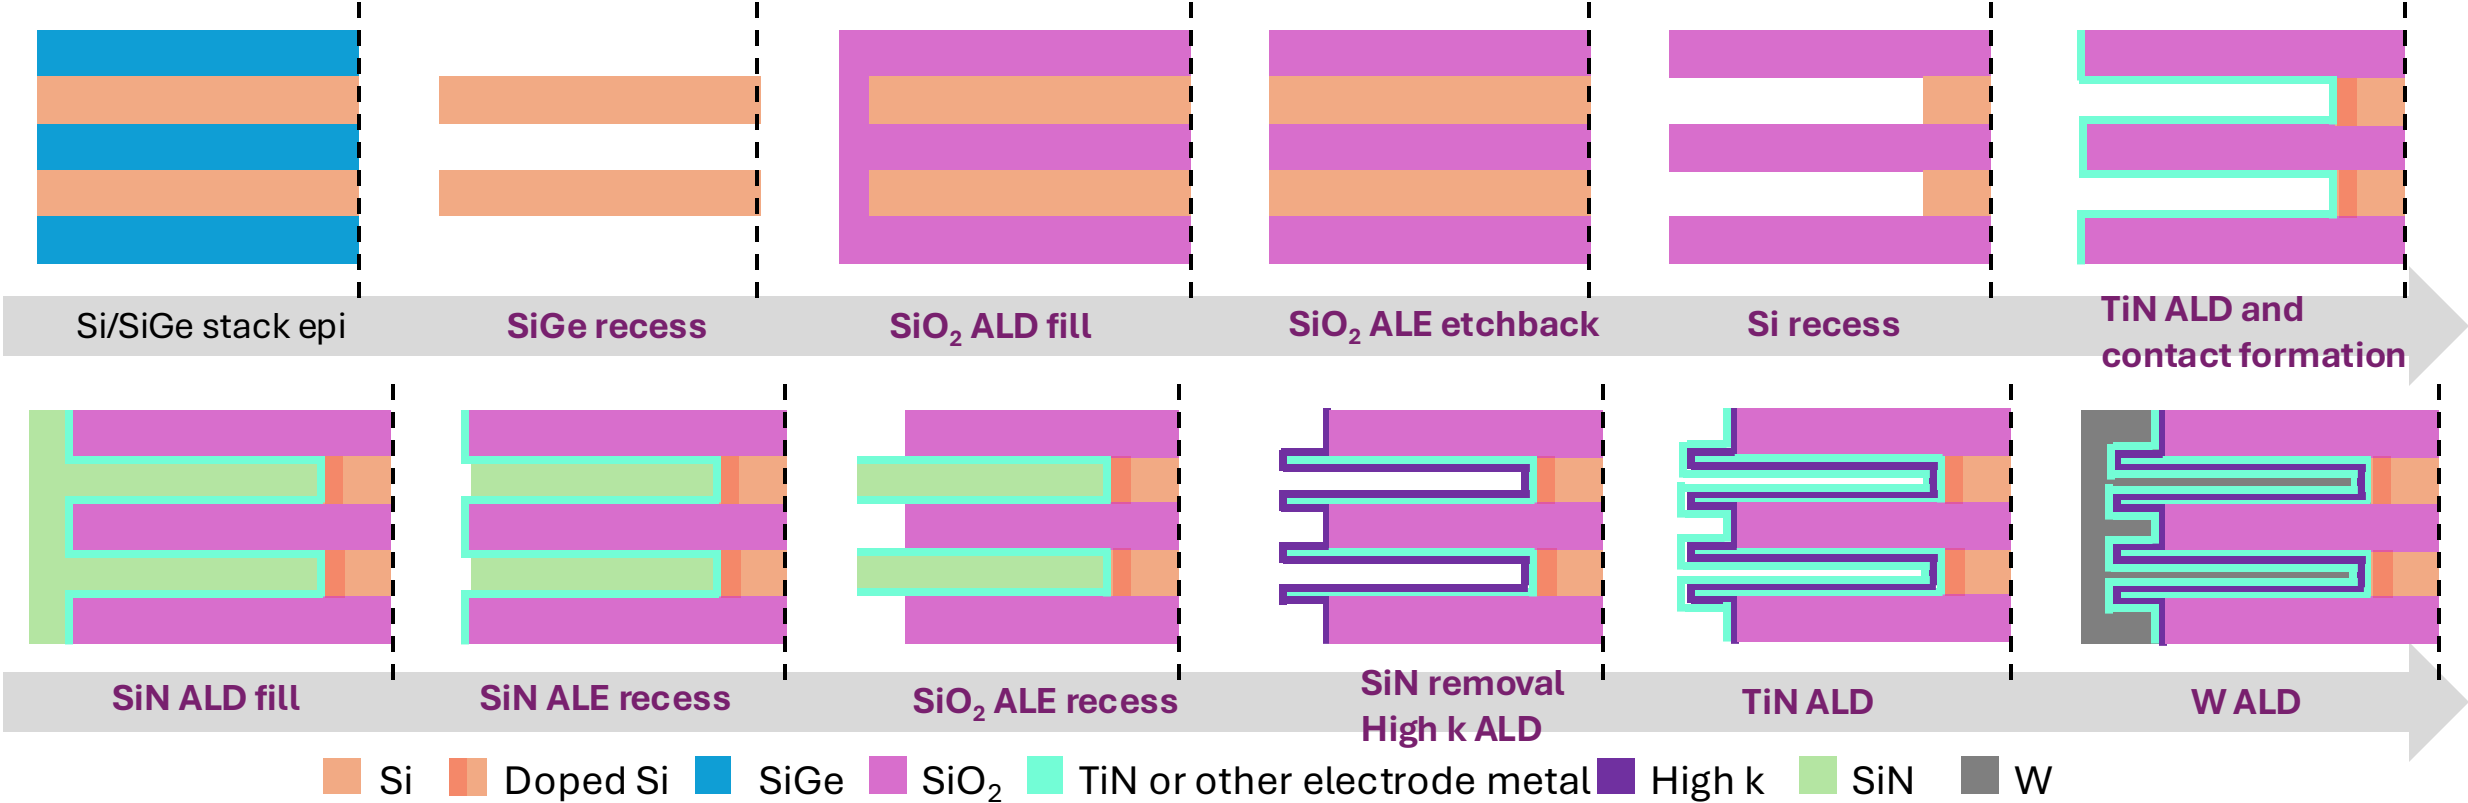 Si/SiGe stack epi
SiGe recess
SiO₂ ALD fill
SiO₂ ALE etchback
Si recess
TiN ALD and
contact formation
SiN ALD fill
SiN ALE recess
SiO₂ ALE recess
SiN removal
High k ALD
TiN ALD
W ALD
Si
Doped Si
SiGe
SiO₂
TiN or other electrode metal
High k
SiN
W